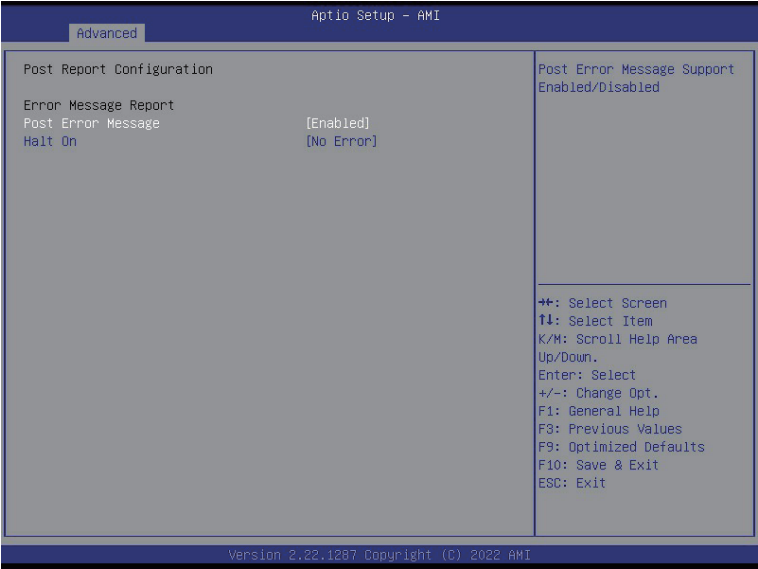 Aptio Setup – AMI
Advanced
Post Report Configuration
Error Message Report
Post Error Message [Enabled]
Halt On [No Error]
Post Error Message Support
Enabled/Disabled
→←: Select Screen
↑↓: Select Item
K/M: Scroll Help Area
Up/Down.
Enter: Select
+/-: Change Opt.
F1: General Help
F3: Previous Values
F9: Optimized Defaults
F10: Save & Exit
ESC: Exit
Version 2.22.1287 Copyright (C) 2022 AMI